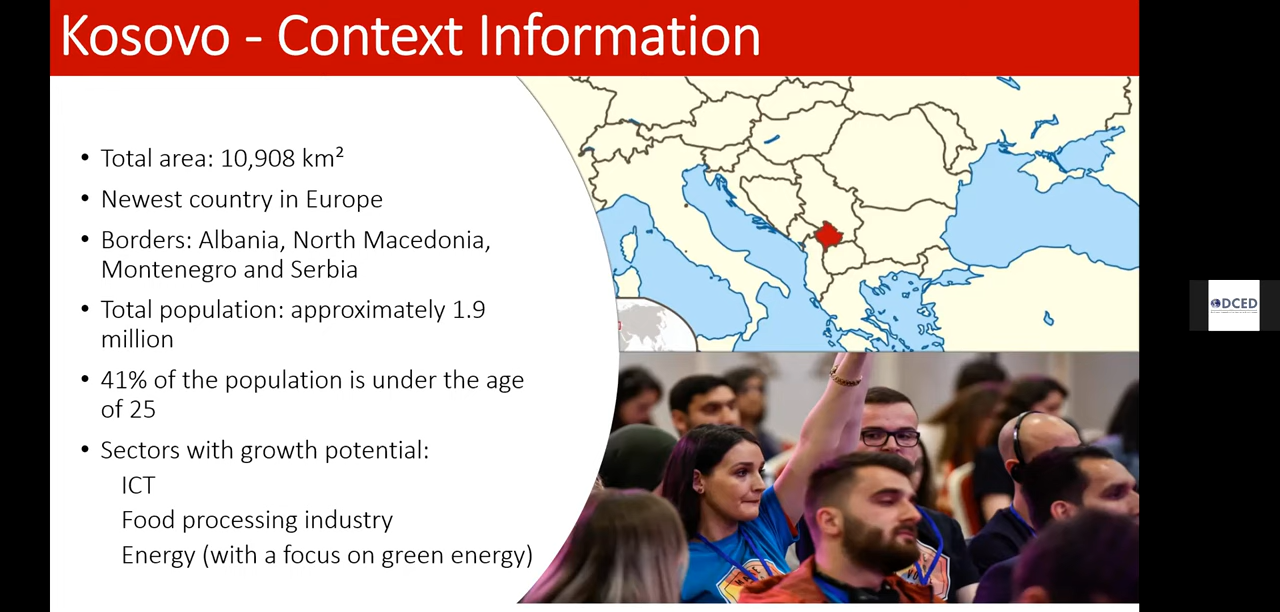 Kosovo - Context Information
• Total area: 10,908 km²
• Newest country in Europe
• Borders: Albania, North Macedonia,
Montenegro and Serbia
• Total population: approximately 1.9
million
• 41% of the population is under the age
of 25
• Sectors with growth potential:
ICT
Food processing industry
Energy (with a focus on green energy)
DCED